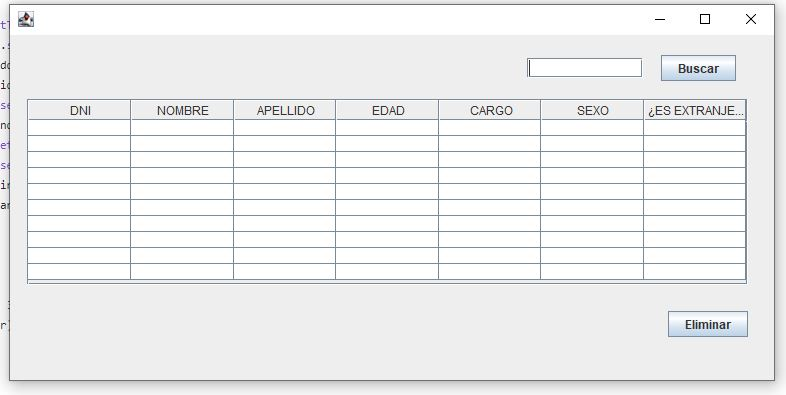 Buscar
DNI NOMBRE APELLIDO EDAD CARGO SEXO ¿ES EXTRANJE...
Eliminar